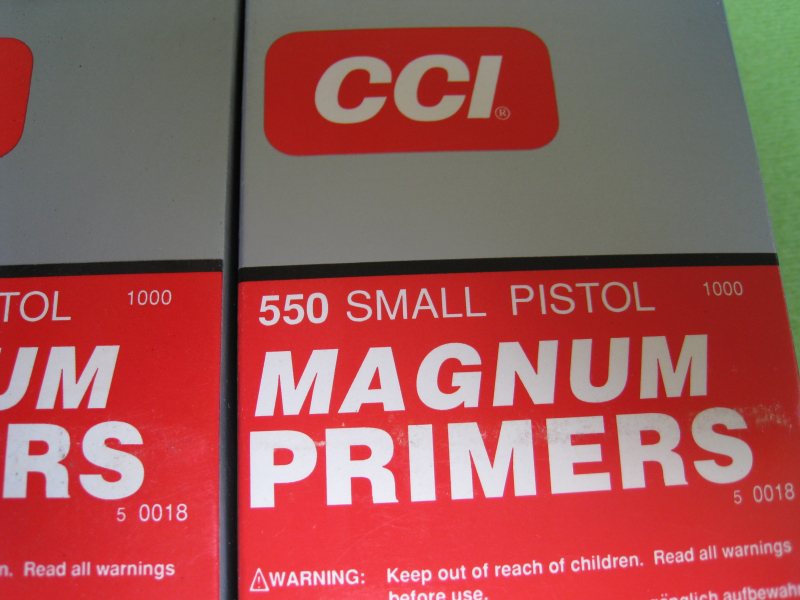 CCI®
TOL 1000
UM
RS
5 0018
n. Read all warnings
550 SMALL PISTOL 1000
MAGNUM
PRIMERS
5 0018
⚠WARNING: Keep out of reach of children. Read all warnings
before use.